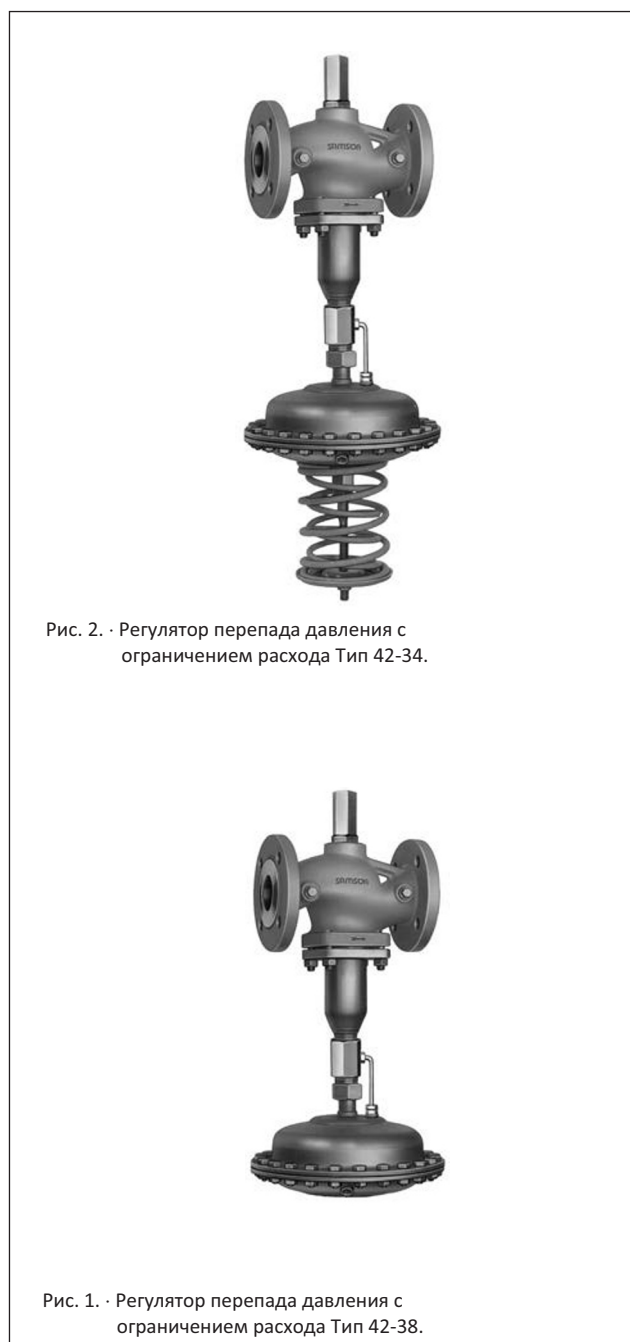 SAMSON
Рис. 2. · Регулятор перепада давления с
ограничением расхода Тип 42-34.
SAMSON
Рис. 1. · Регулятор перепада давления с
ограничением расхода Тип 42-38.